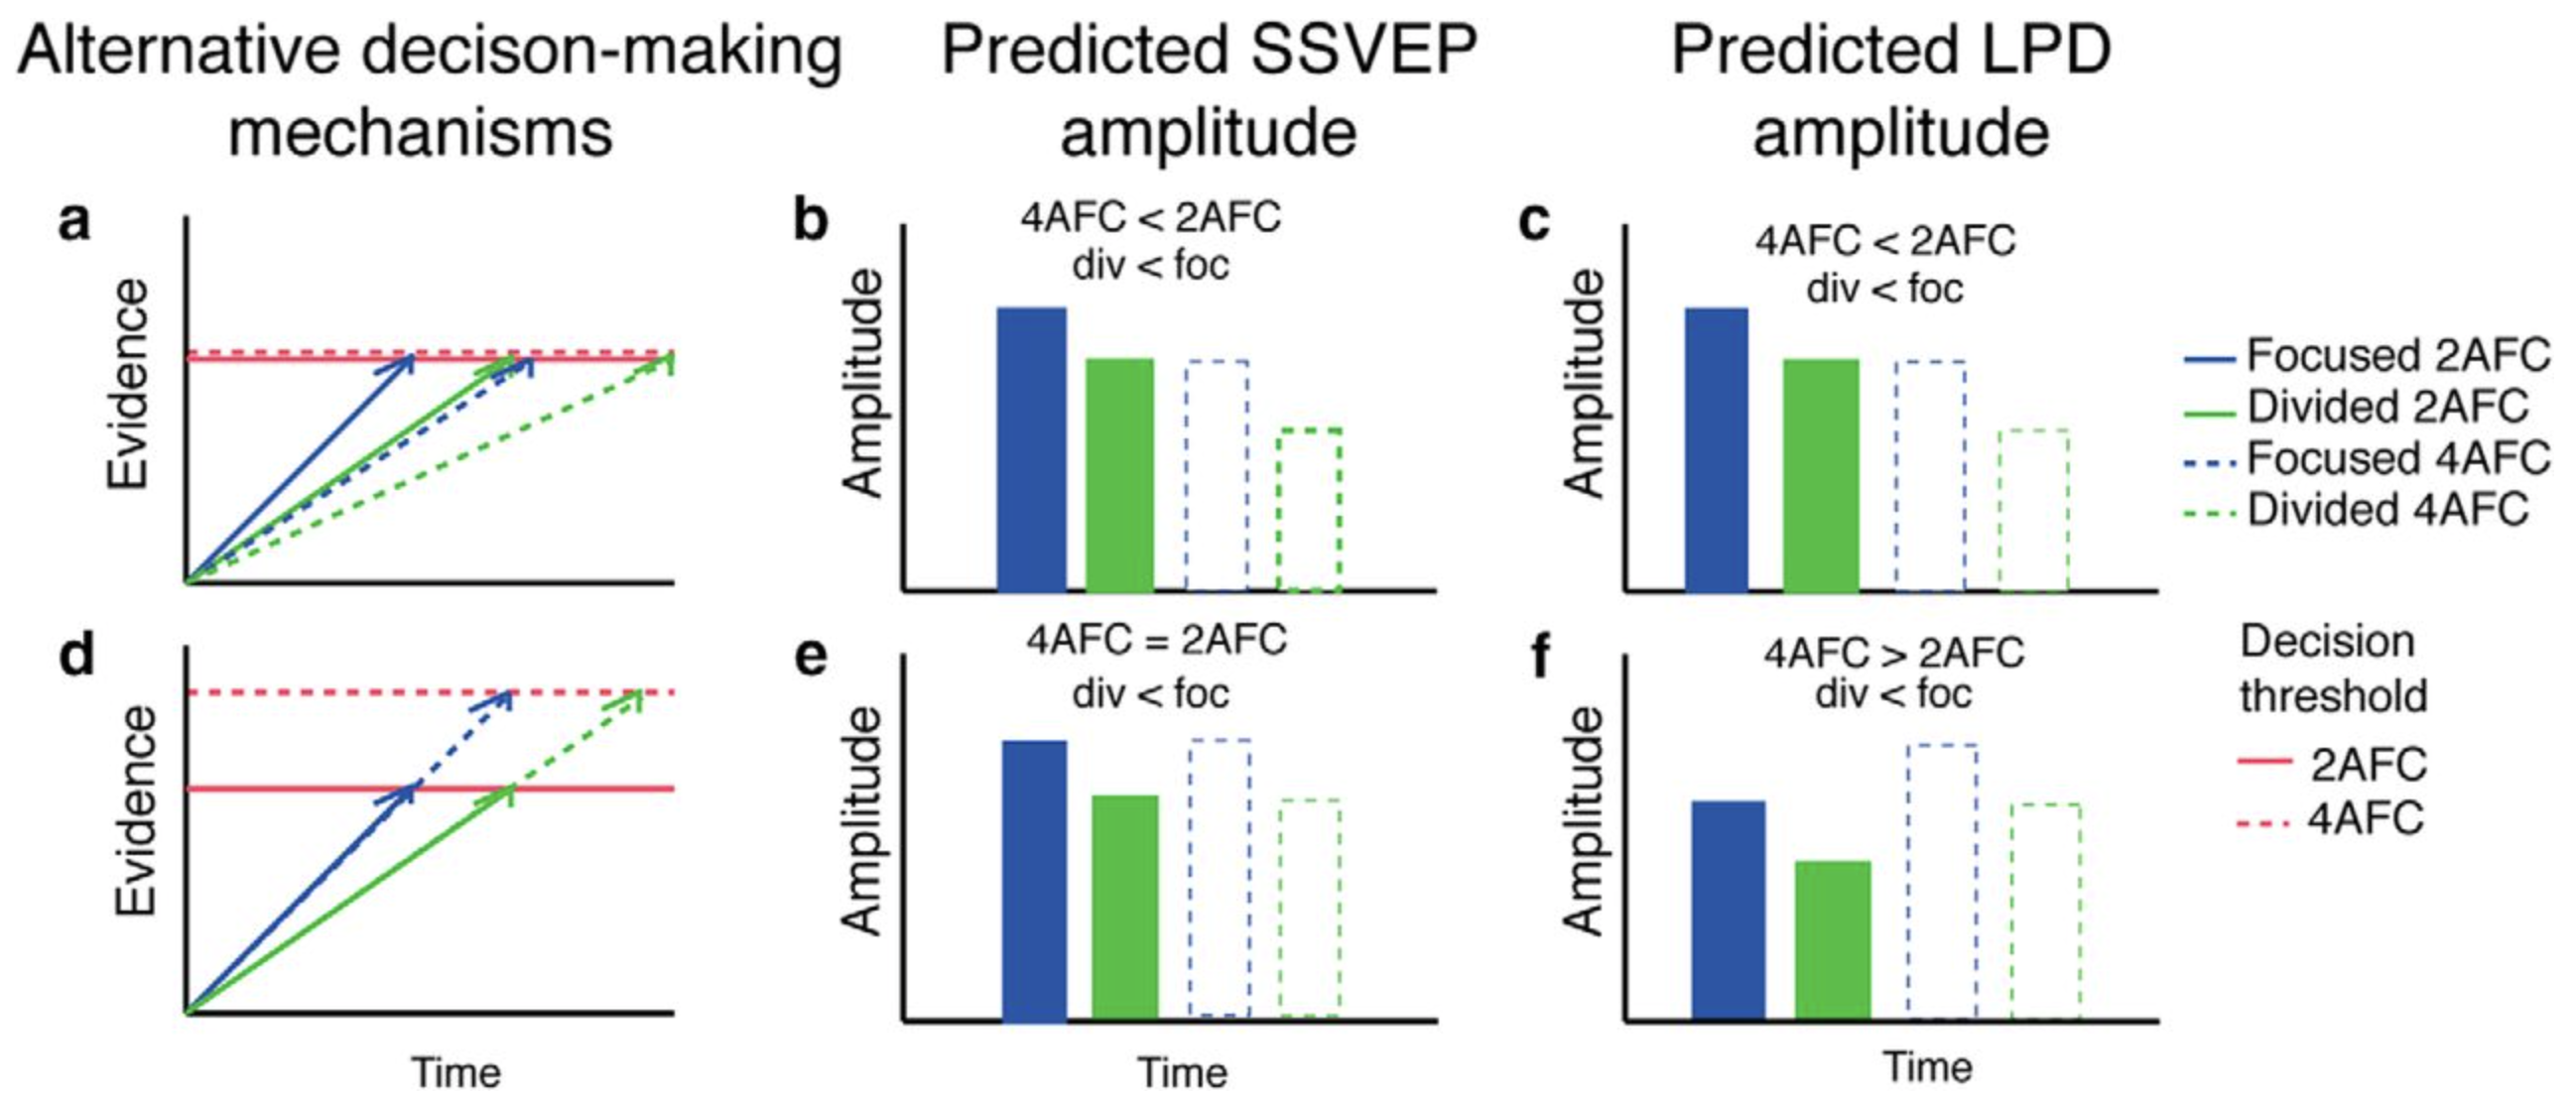 Alternative decison-making
mechanisms
Predicted SSVEP
amplitude
Predicted LPD
amplitude
a
Evidence
b
4AFC < 2AFC
div < foc
Amplitude
c
4AFC < 2AFC
div < foc
Amplitude
Focused 2AFC
Divided 2AFC
Focused 4AFC
Divided 4AFC
d
Evidence
Time
e
4AFC = 2AFC
div < foc
Amplitude
Time
f
4AFC > 2AFC
div < foc
Amplitude
Time
Decision
threshold
2AFC
4AFC